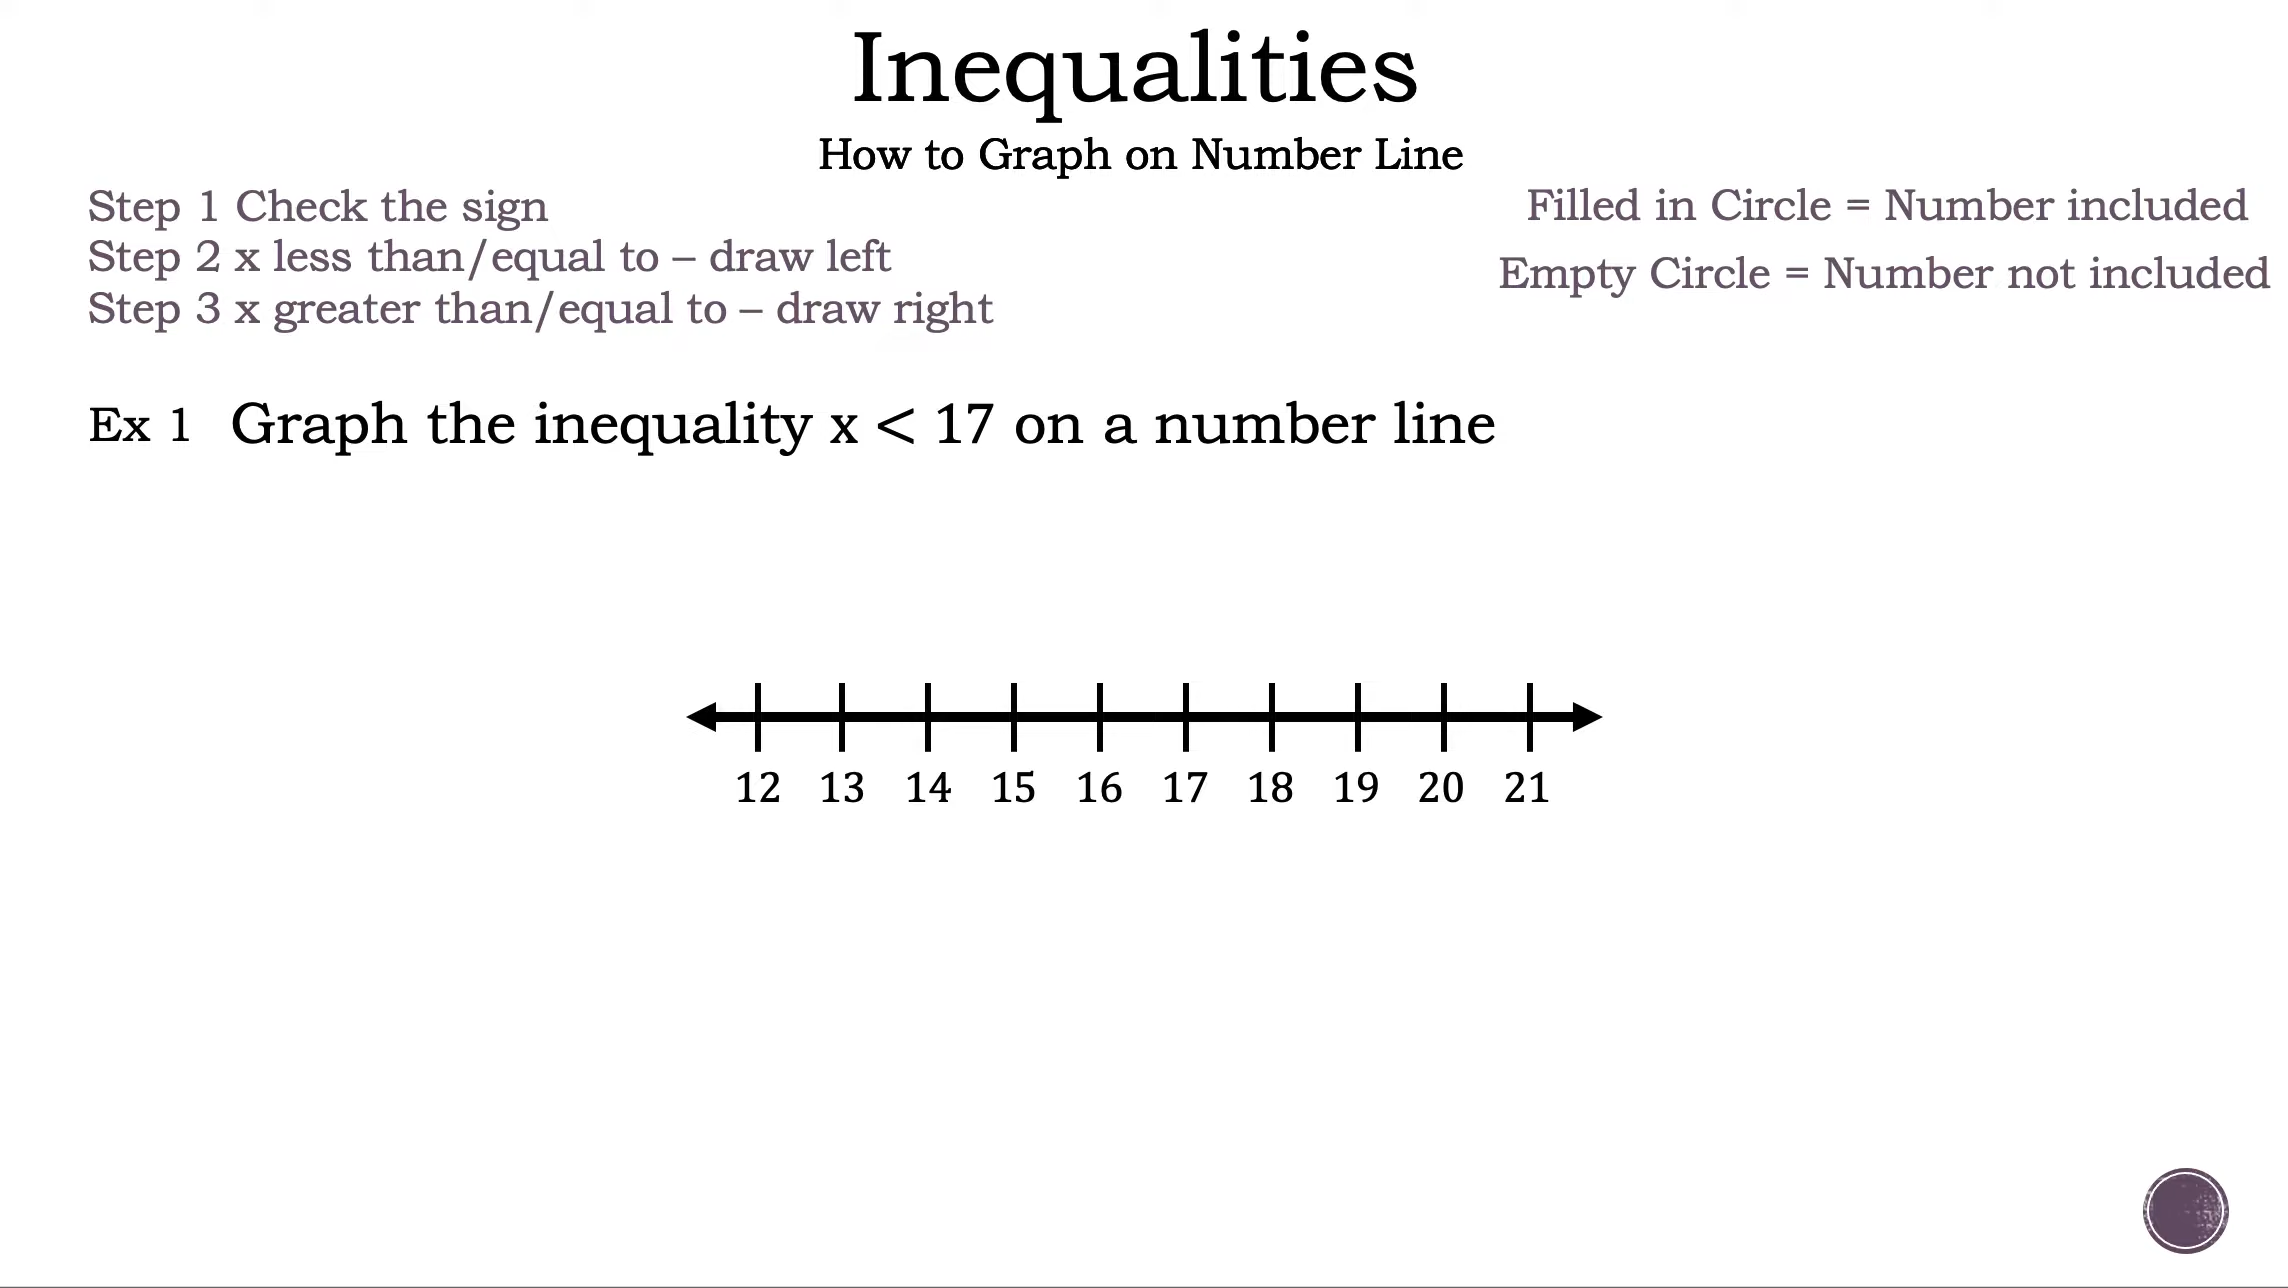 Inequalities
How to Graph on Number Line
Step 1 Check the sign
Step 2 x less than/equal to – draw left
Step 3 x greater than/equal to – draw right
Filled in Circle = Number included
Empty Circle = Number not included
Ex 1 Graph the inequality x < 17 on a number line
12 13 14 15 16 17 18 19 20 21